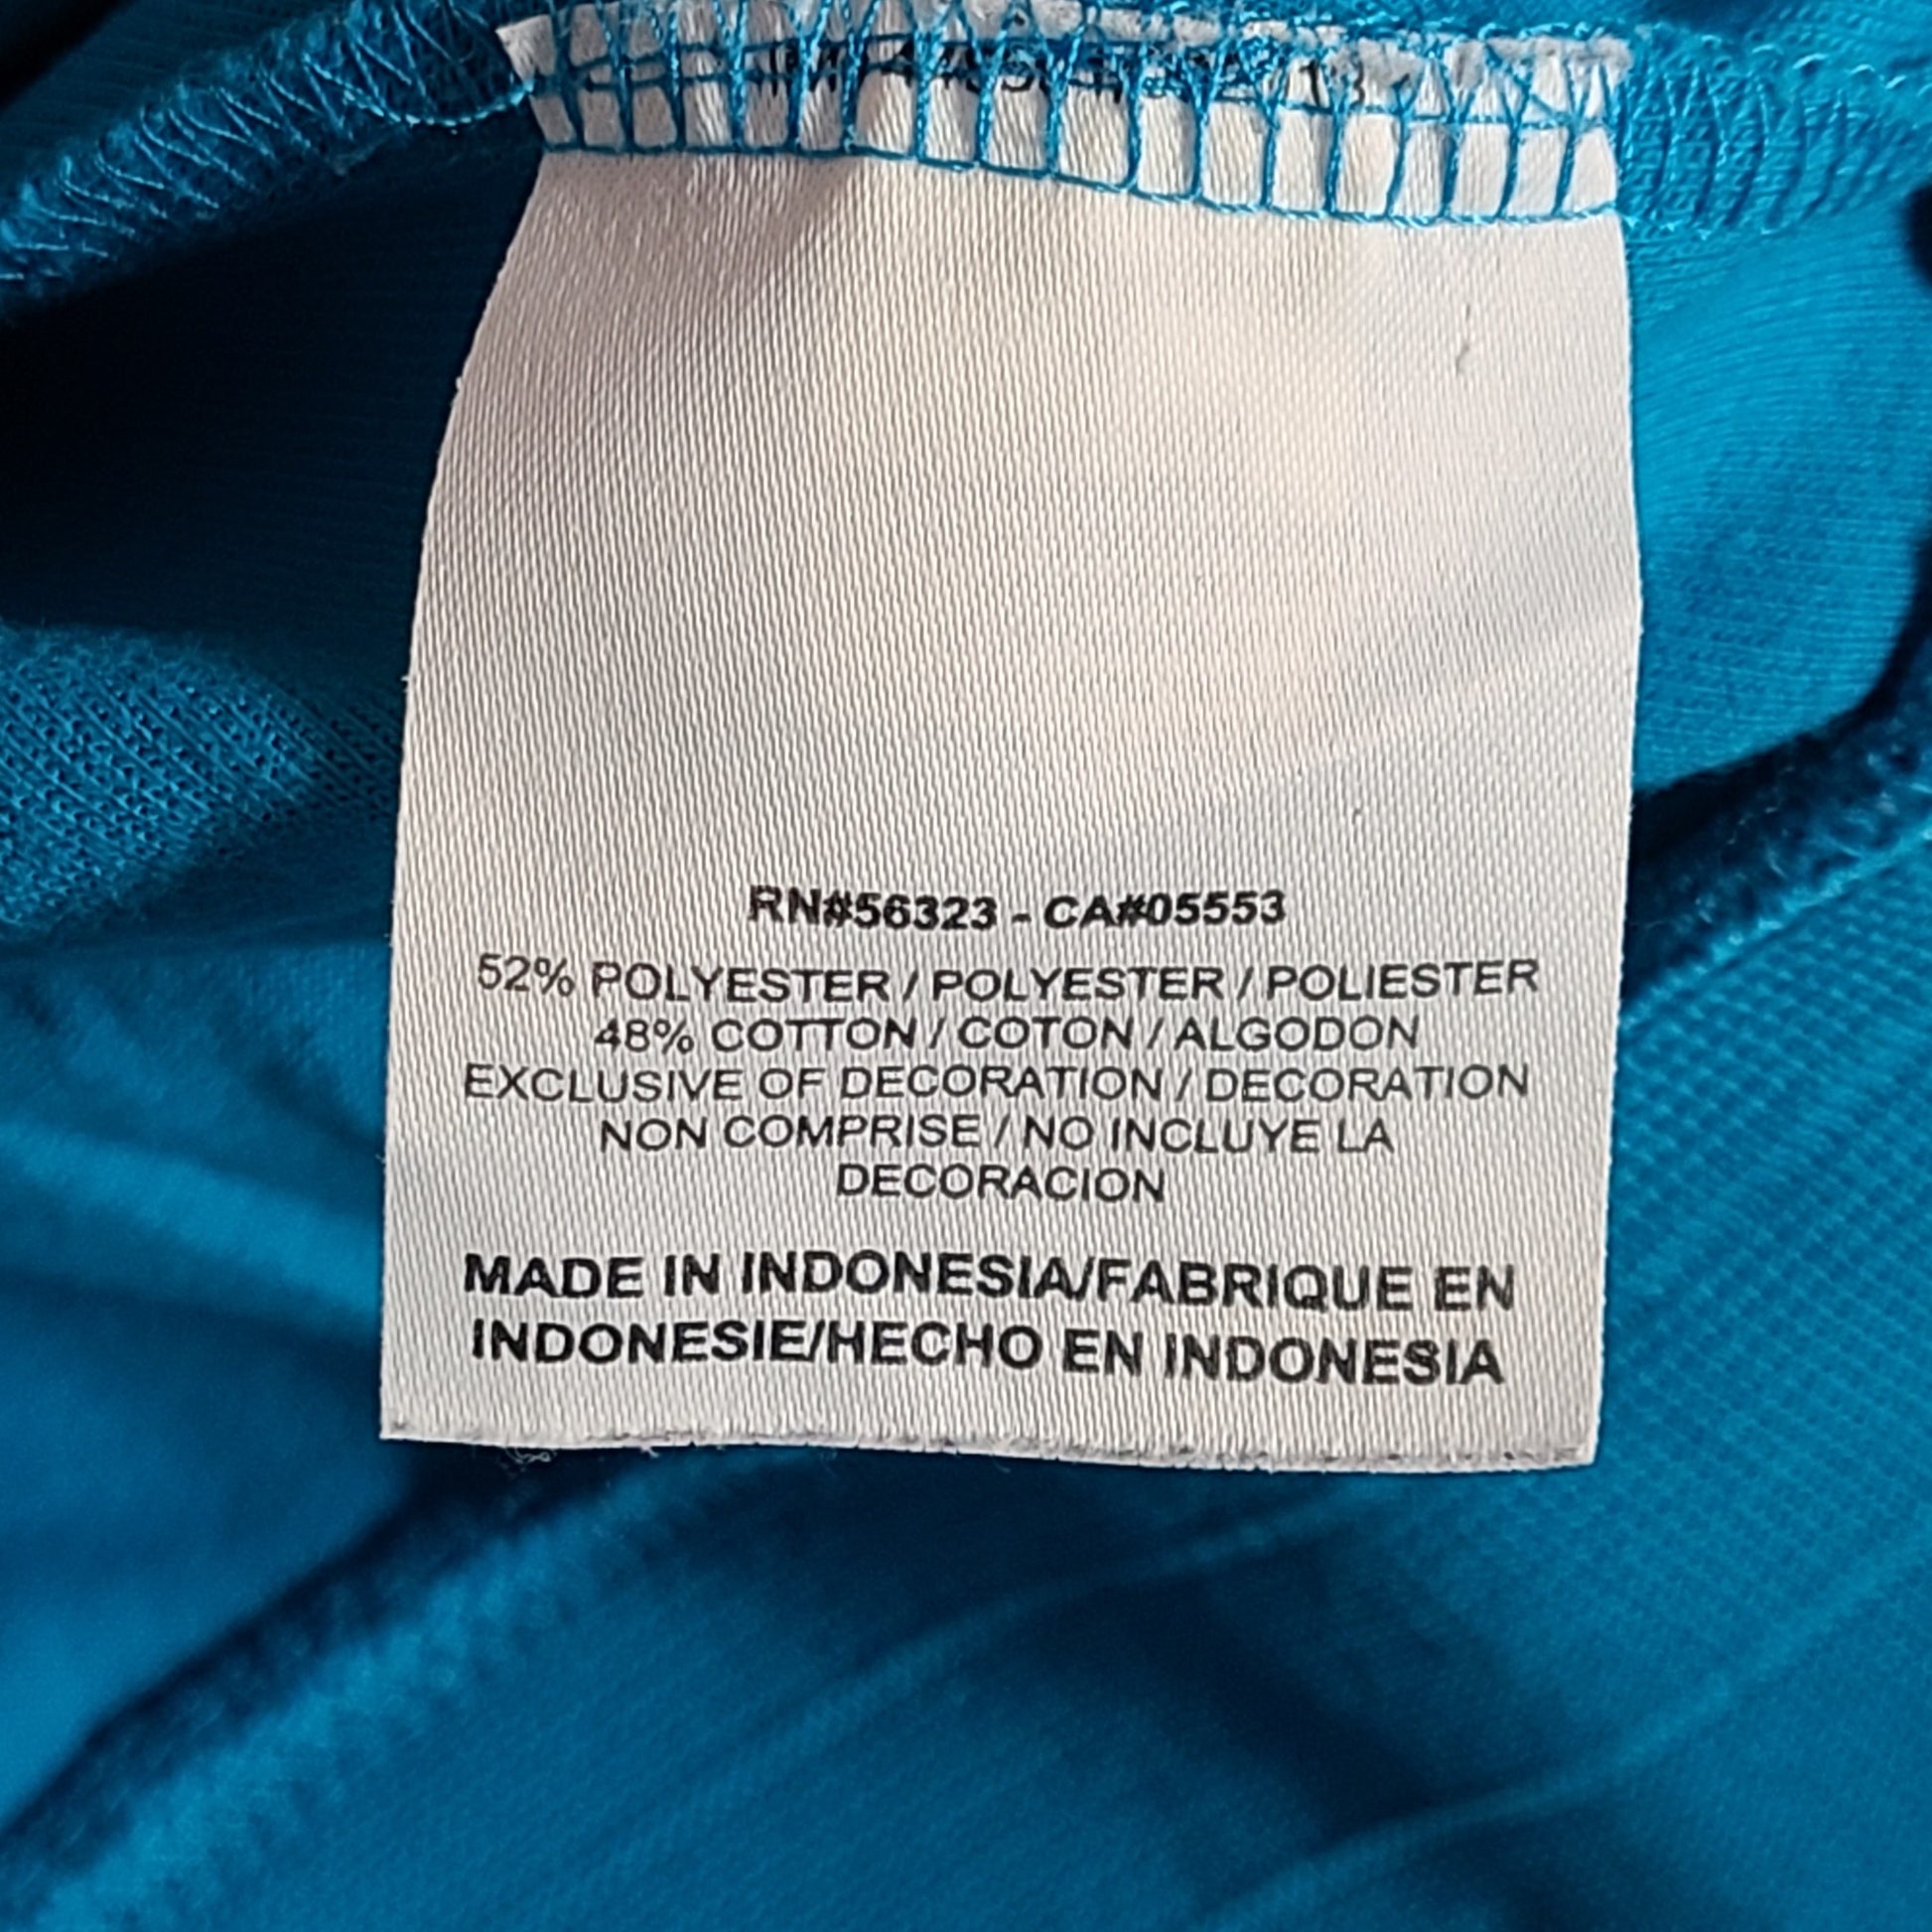 RN#56323 - CA#05553
52% POLYESTER / POLYESTER / POLIESTER
48% COTTON / COTON / ALGODON
EXCLUSIVE OF DECORATION / DECORATION
NON COMPRISE / NO INCLUYE LA
DECORACION
MADE IN INDONESIA/FABRIQUE EN
INDONESIE/HECHO EN INDONESIA